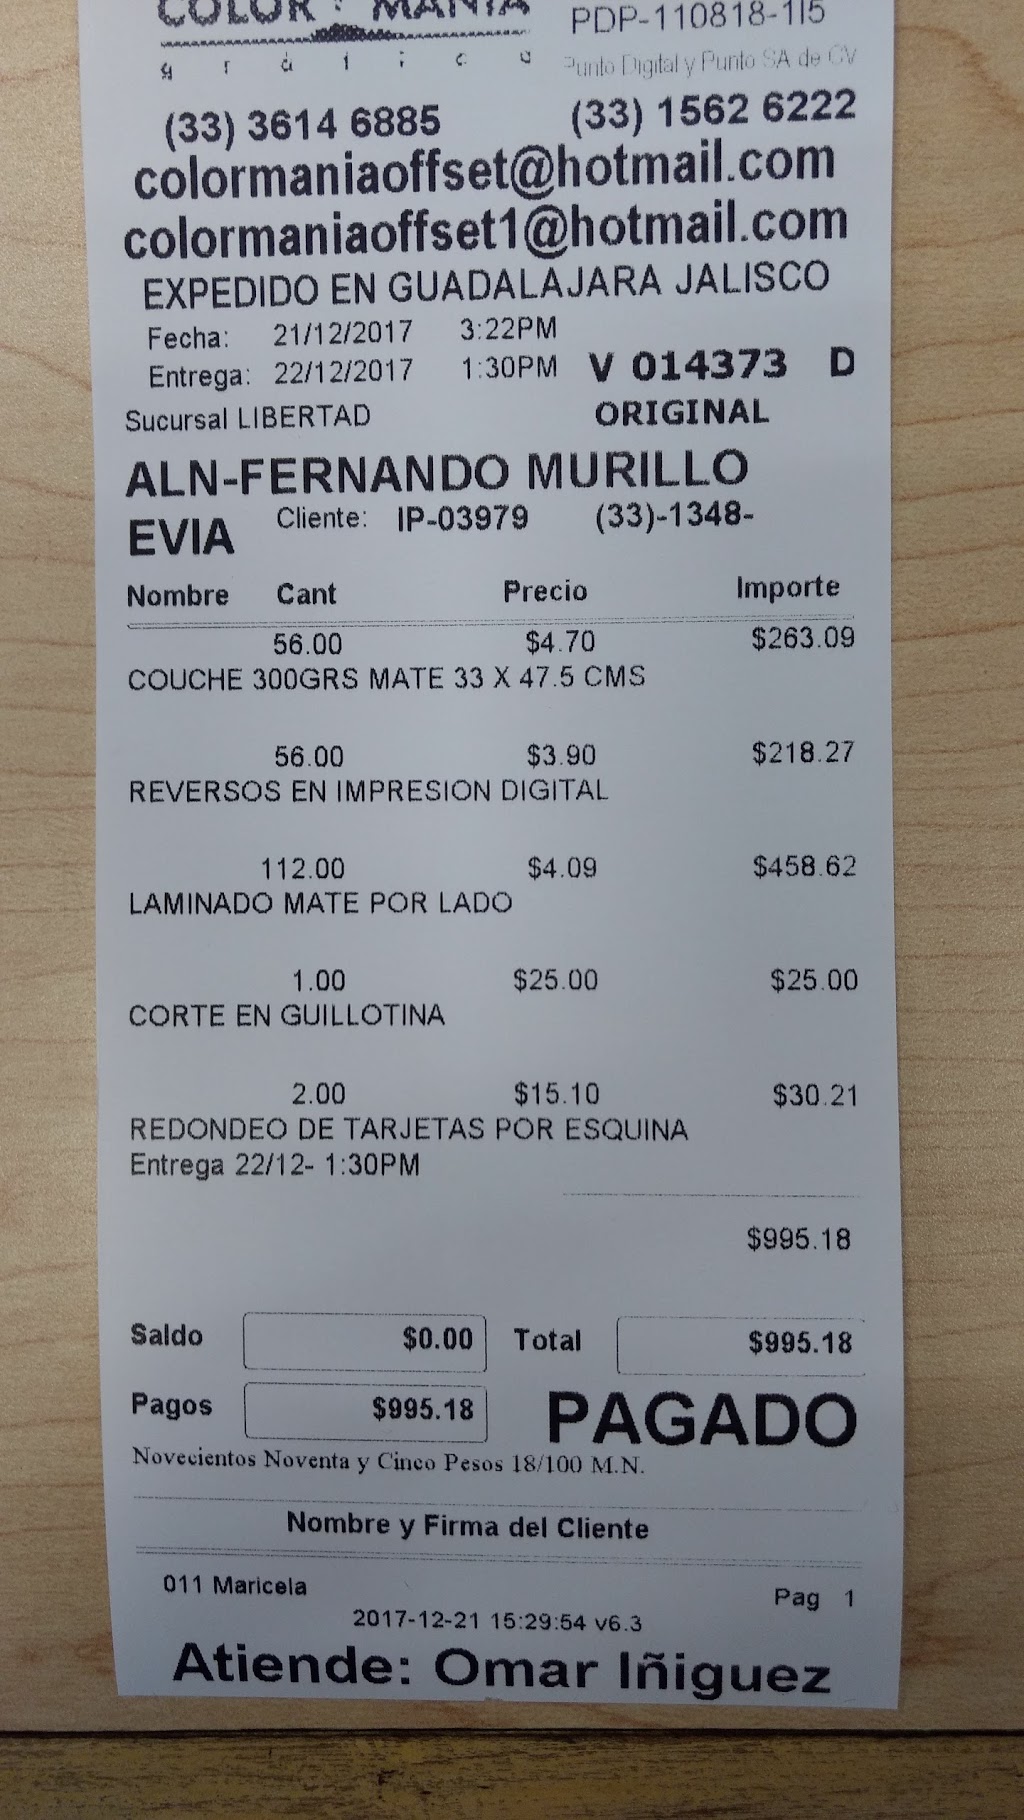 COLOR MANIA PDP-110818-1I5
g r á f i c a Punto Digital y Punto SA de CV
(33) 3614 6885 (33) 1562 6222
colormaniaoffset@hotmail.com
colormaniaoffset1@hotmail.com
EXPEDIDO EN GUADALAJARA JALISCO
Fecha: 21/12/2017 3:22PM
Entrega: 22/12/2017 1:30PM V 014373 D
Sucursal LIBERTAD ORIGINAL
ALN-FERNANDO MURILLO
EVIA Cliente: IP-03979 (33)-1348-
Nombre Cant Precio Importe
56.00 $4.70 $263.09
COUCHE 300GRS MATE 33 X 47.5 CMS
56.00 $3.90 $218.27
REVERSOS EN IMPRESION DIGITAL
112.00 $4.09 $458.62
LAMINADO MATE POR LADO
1.00 $25.00 $25.00
CORTE EN GUILLOTINA
2.00 $15.10 $30.21
REDONDEO DE TARJETAS POR ESQUINA
Entrega 22/12- 1:30PM
$995.18
Saldo $0.00 Total $995.18
Pagos $995.18 PAGADO
Novecientos Noventa y Cinco Pesos 18/100 M.N.
Nombre y Firma del Cliente
011 Maricela Pag 1
2017-12-21 15:29:54 v6.3
Atiende: Omar Iñiguez